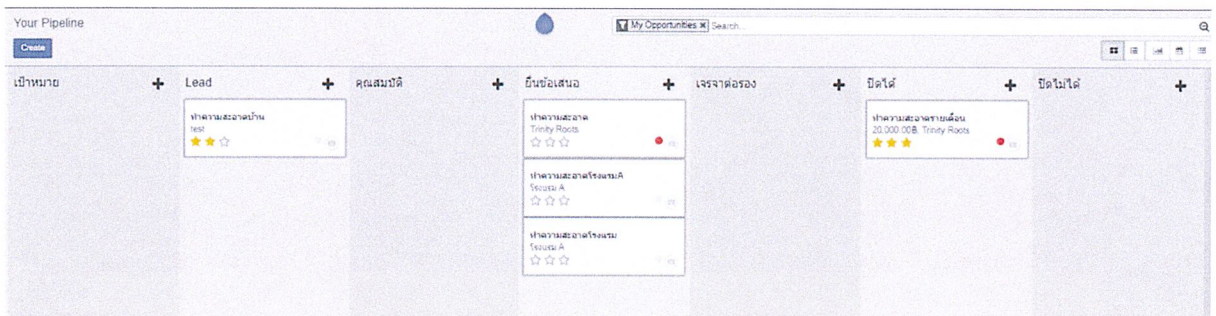 Your Pipeline
My Opportunities × Search...
Create
เป้าหมาย
Lead
ทำความสะอาดบ้าน
test
คุณสมบัติ
ยื่นข้อเสนอ
ทำความสะอาด
Trinity Roots
ทำความสะอาดโรงแรมA
โรงแรม A
ทำความสะอาดโรงแรม
โรงแรม A
เจรจาต่อรอง
ปิดได้
ทำความสะอาดรายเดือน
20,000.00฿, Trinity Roots
ปิดไม่ได้